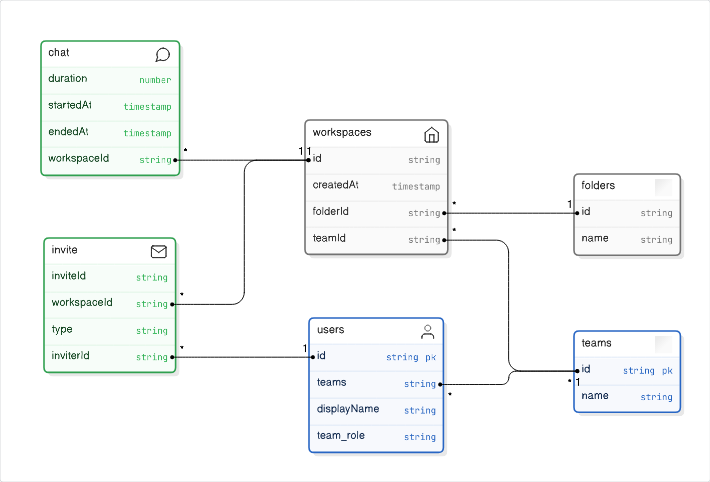 chat
duration number
startedAt timestamp
endedAt timestamp
workspaceId string
* 1 1
workspaces
id string
createdAt timestamp
folderId string
teamId string
* 1
*
folders
id string
name string
invite
inviteId string
workspaceId string
type string
inviterId string
*
* 1
users
id string pk
teams string
displayName string
team_role string
*
teams
id string pk
name string
* 1